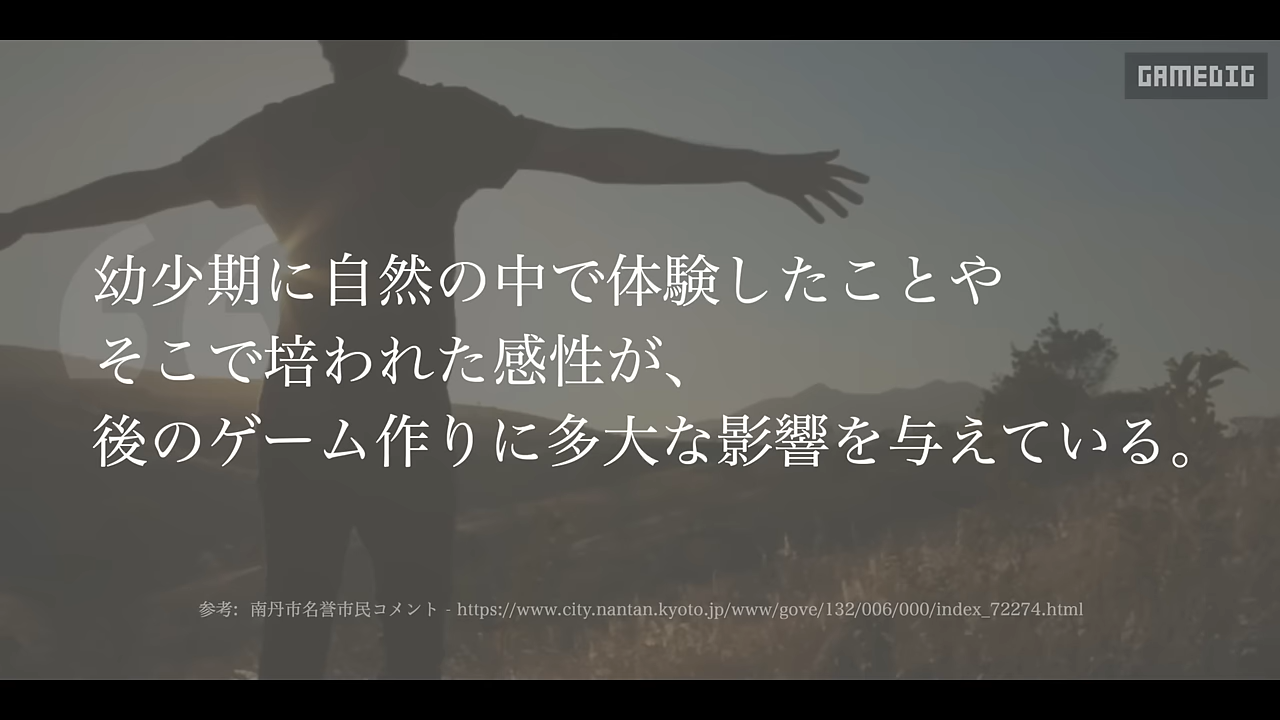 GAMEDIG
幼少期に自然の中で体験したことや
そこで培われた感性が、
後のゲーム作りに多大な影響を与えている。
参考: 南丹市名誉市民コメント - https://www.city.nantan.kyoto.jp/www/gove/132/006/000/index_72274.html